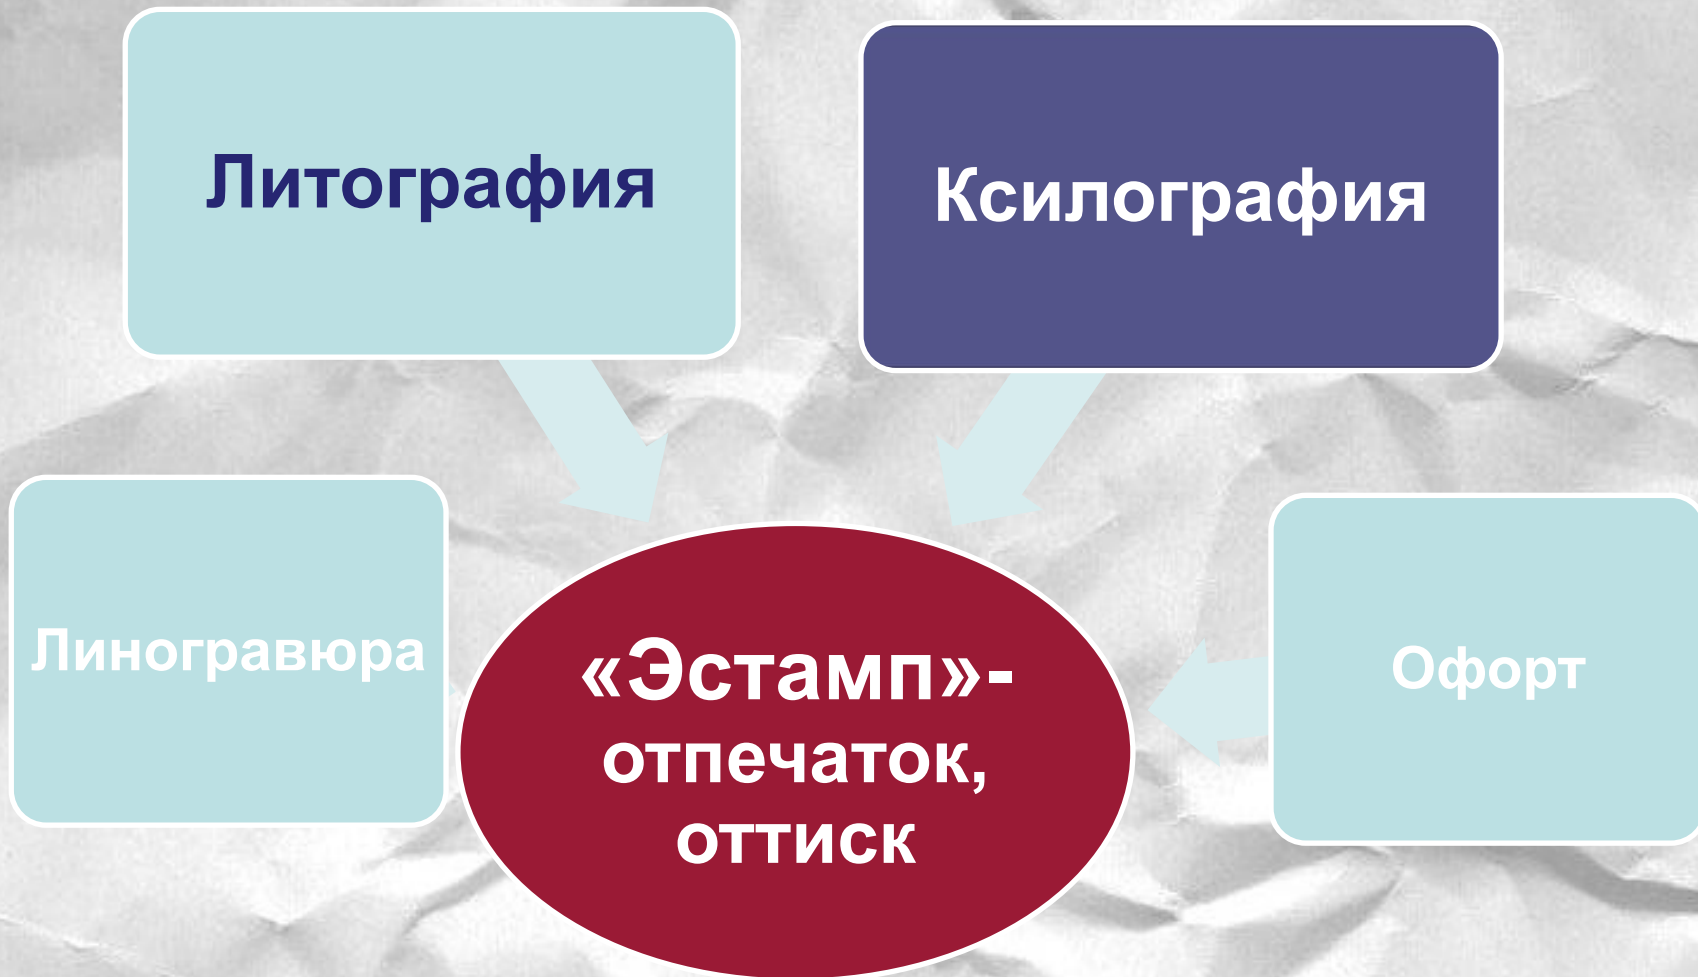 Литография
Ксилография
Линогравюра
«Эстамп»-
отпечаток,
оттиск
Офорт